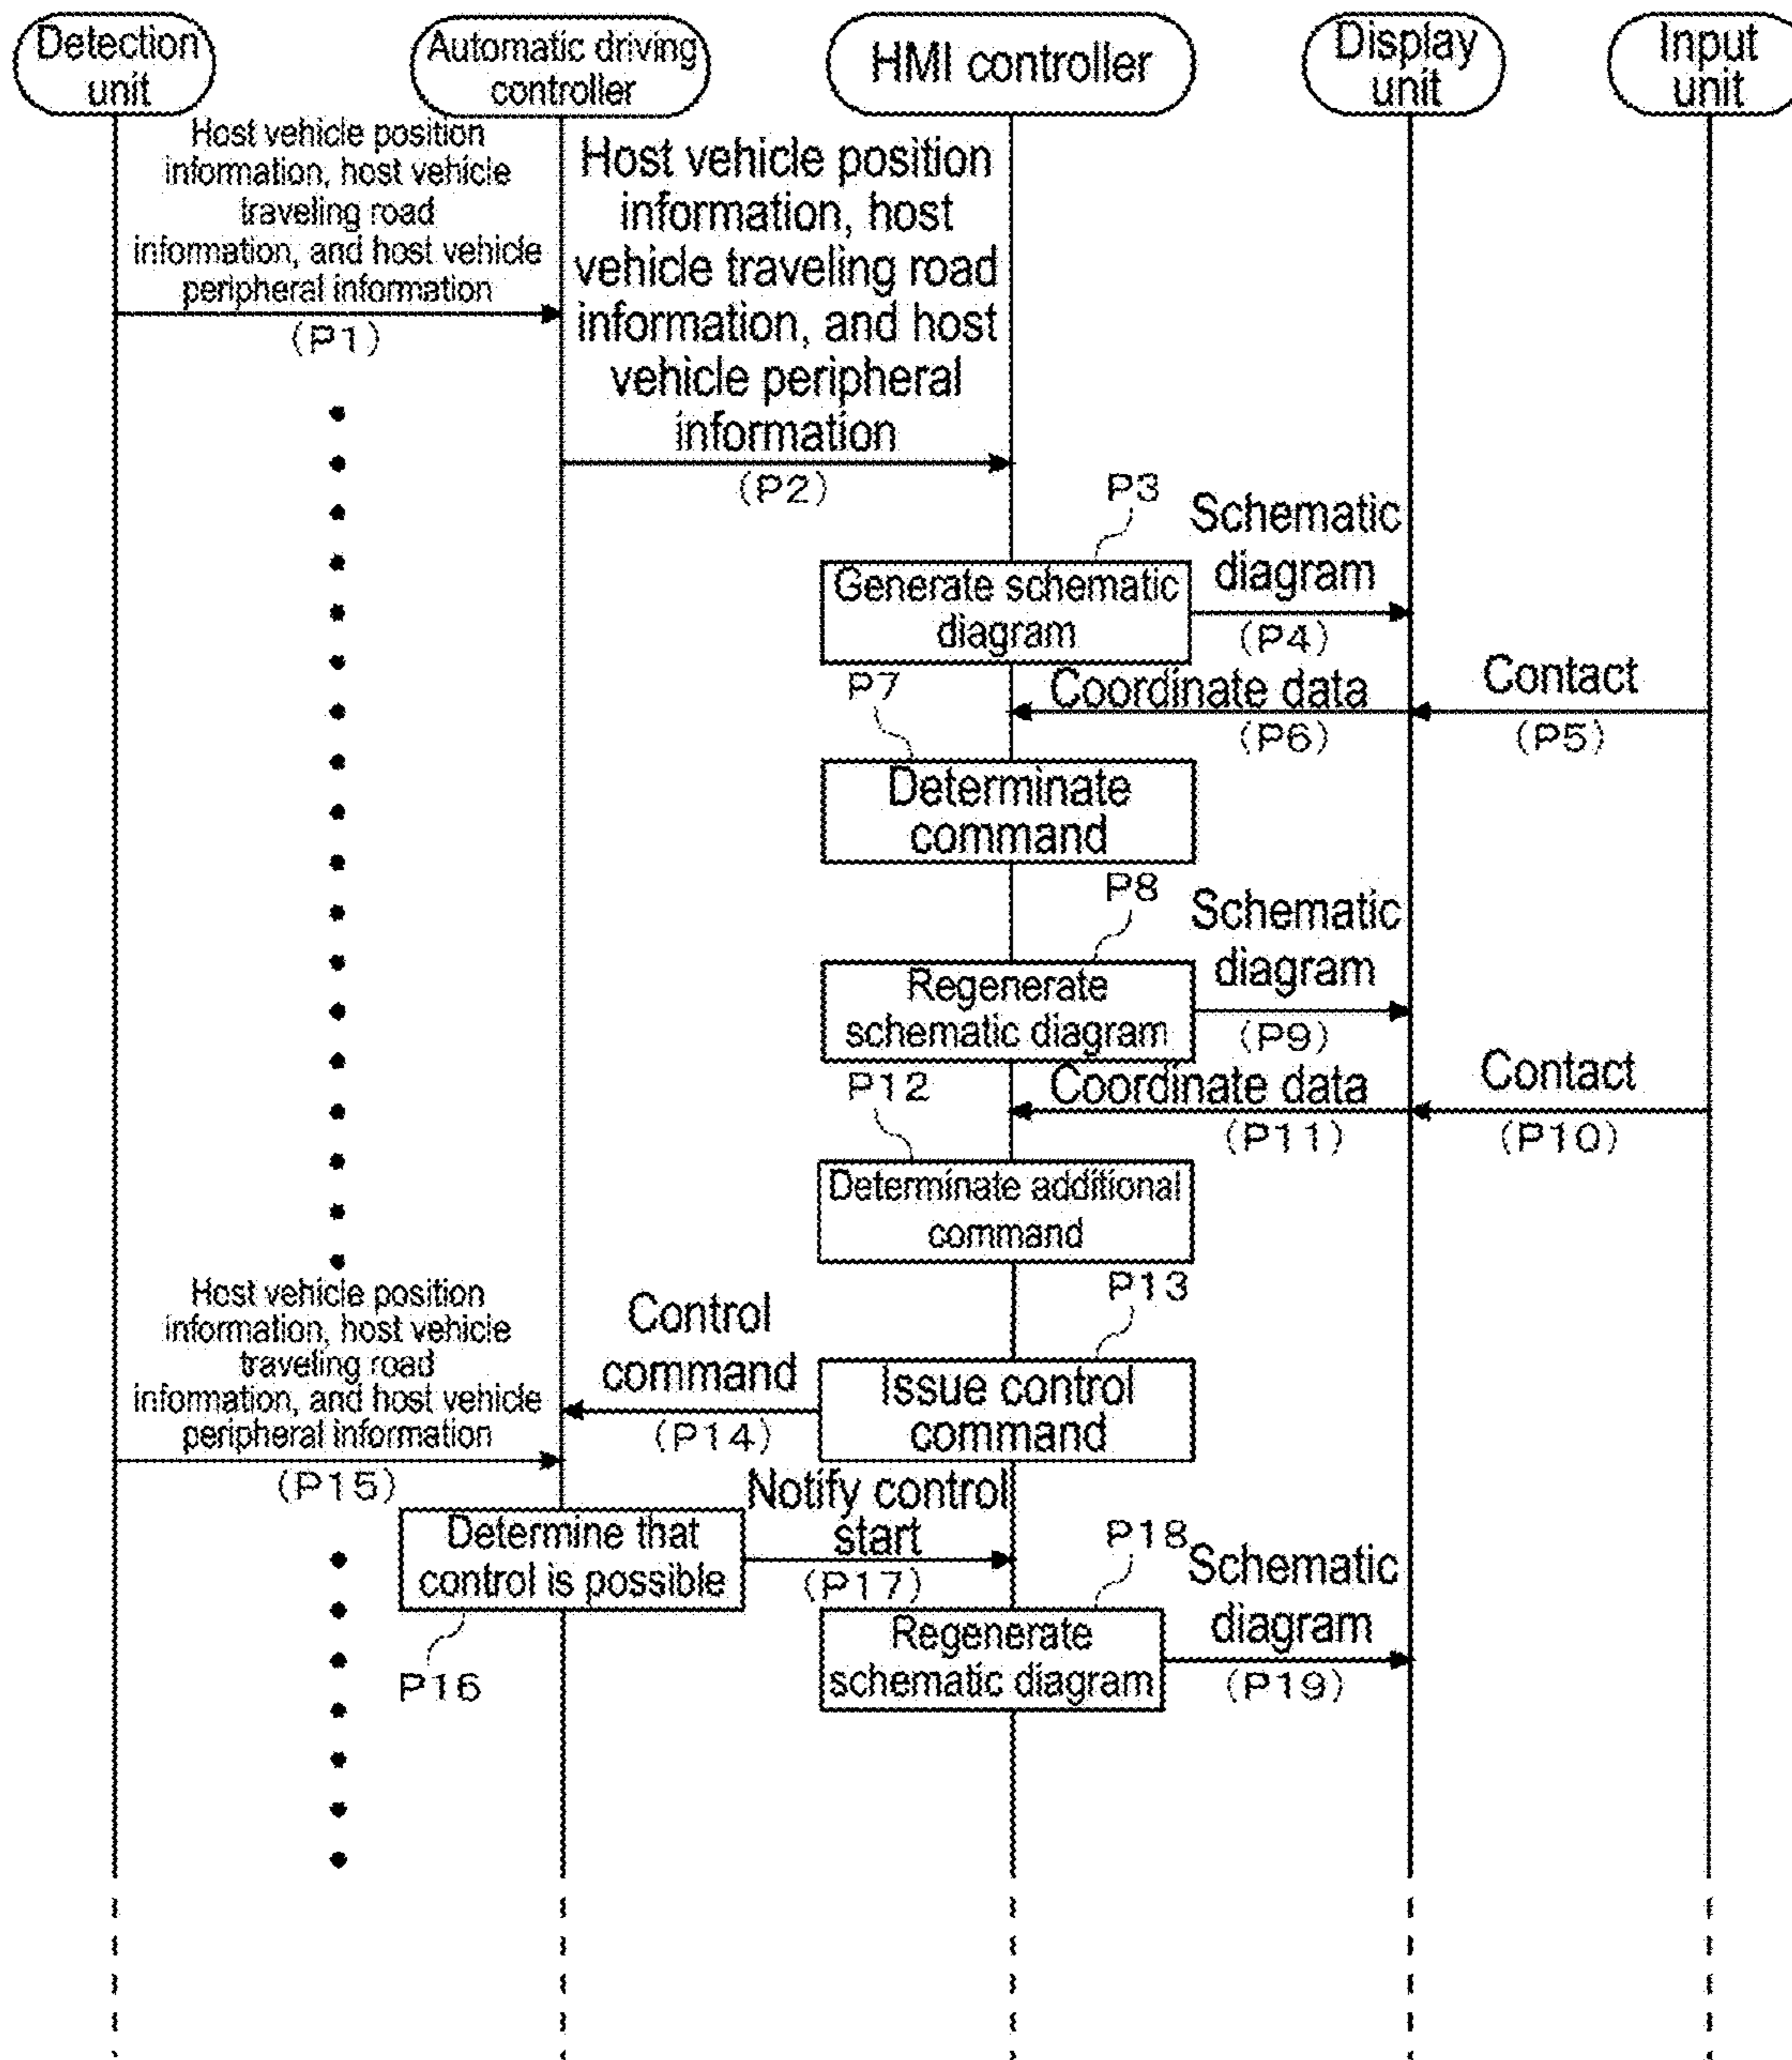 Detection
unit
Automatic driving
controller
HMI controller
Display
unit
Input
unit
Host vehicle position
information, host vehicle
traveling road
information, and host vehicle
peripheral information
(P1)
Host vehicle position
information, host
vehicle traveling road
information, and host
vehicle peripheral
information
(P2)
P3
Generate schematic
diagram
Schematic
diagram
(P4)
Contact
(P5)
Coordinate data
(P6)
P7
Determinate
command
P8
Regenerate
schematic diagram
Schematic
diagram
(P9)
Contact
(P10)
Coordinate data
(P11)
P12
Determinate additional
command
P13
Issue control
command
Control
command
(P14)
Host vehicle position
information, host vehicle
traveling road
information, and host vehicle
peripheral information
(P15)
Determine that
control is possible
P16
Notify control
start
(P17)
P18
Regenerate
schematic diagram
Schematic
diagram
(P19)